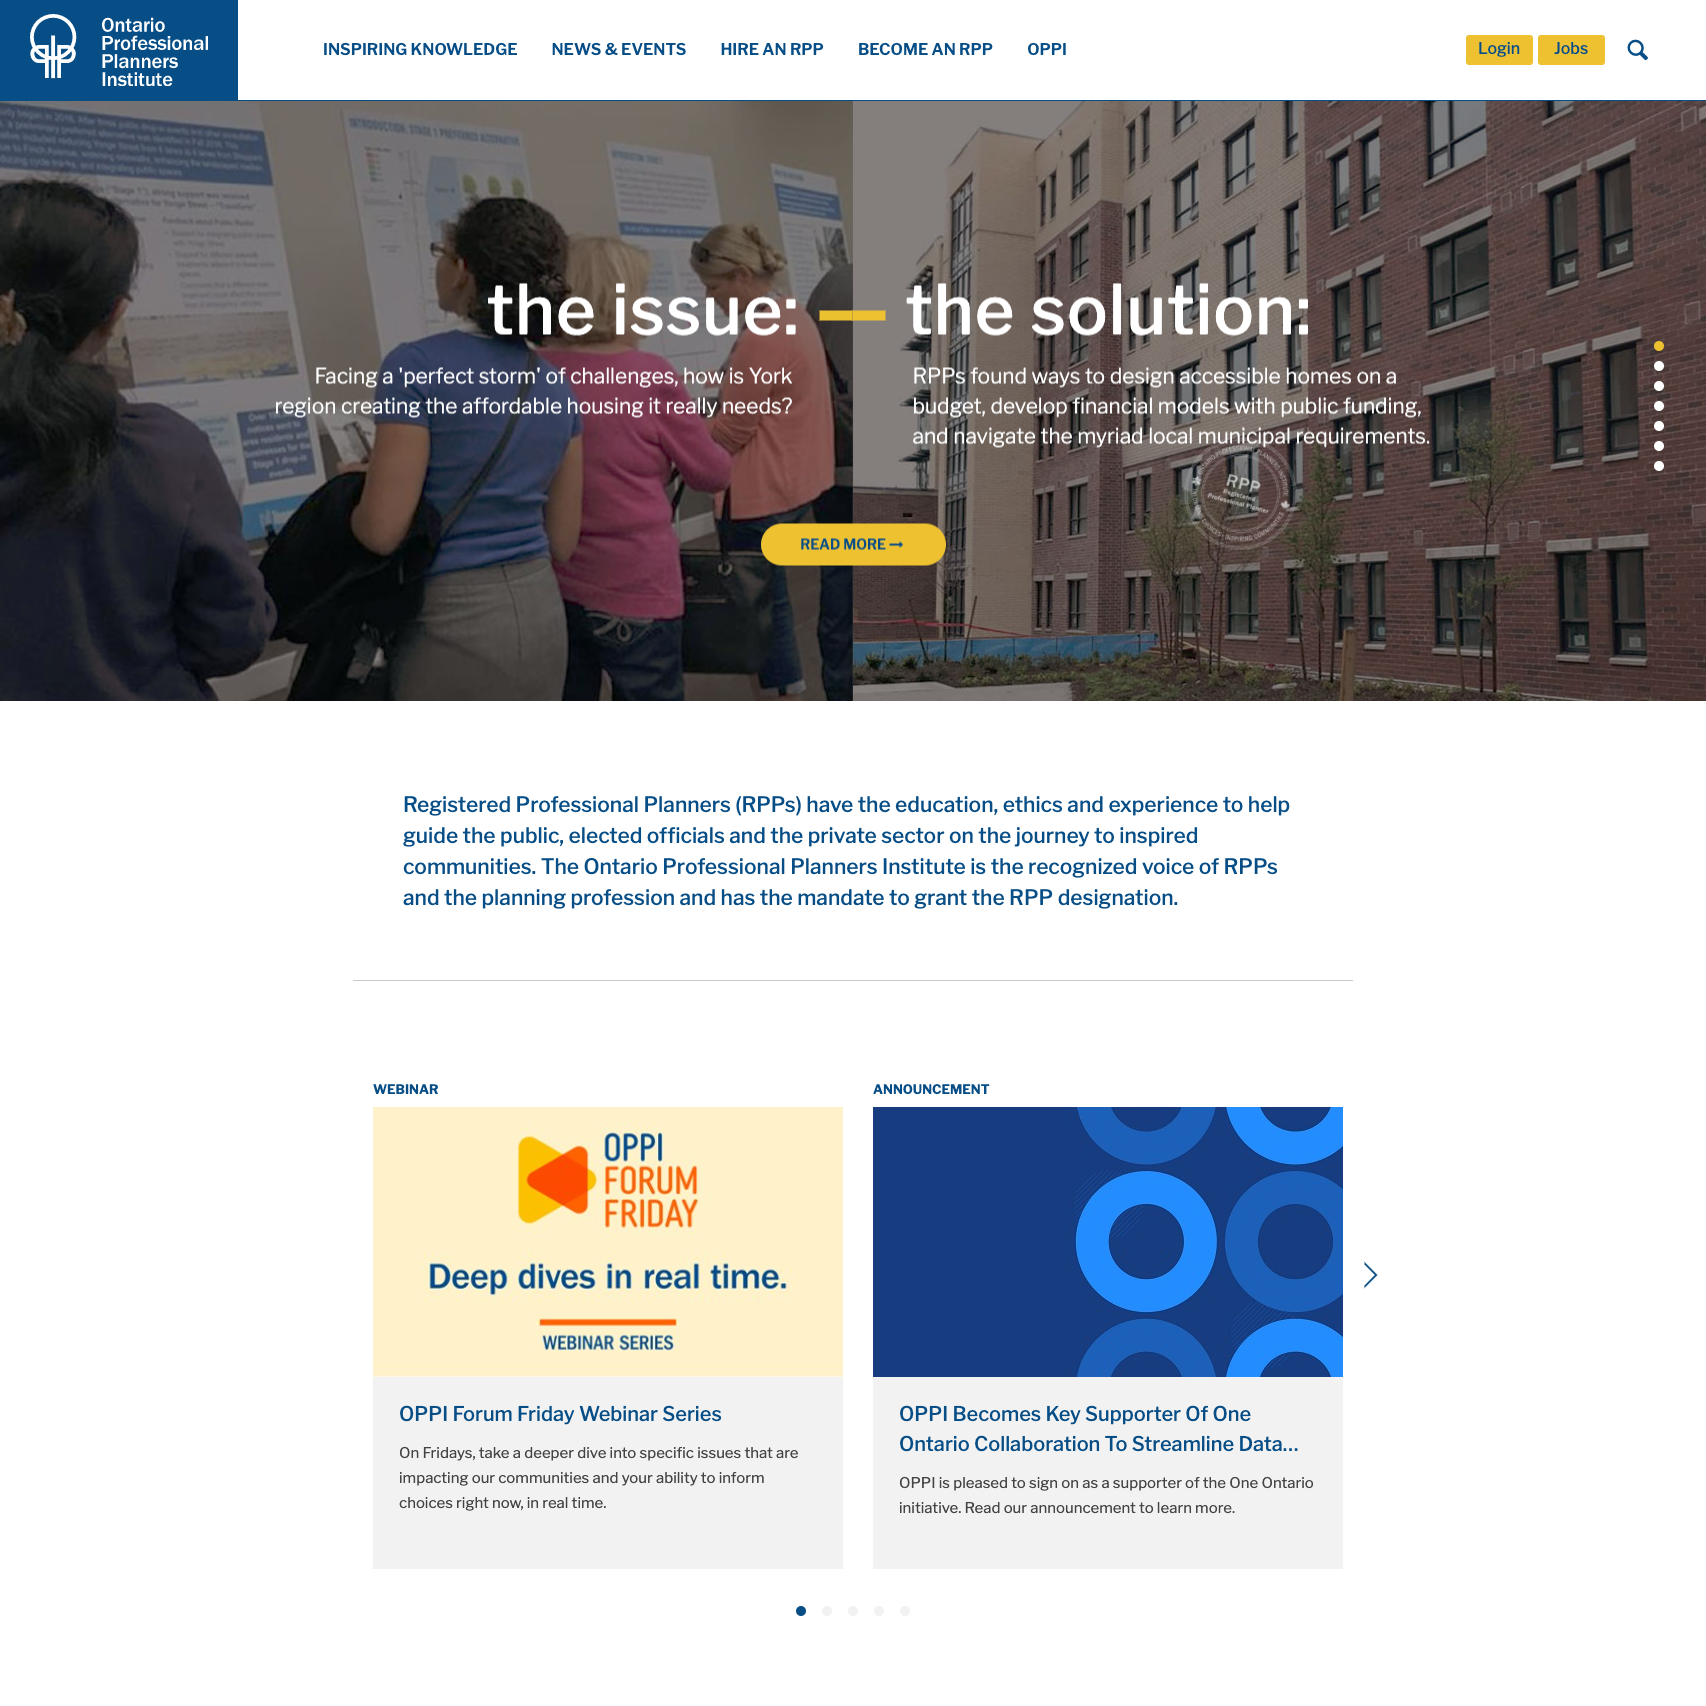 Ontario
Professional
Planners
Institute
INSPIRING KNOWLEDGE
NEWS & EVENTS
HIRE AN RPP
BECOME AN RPP
OPPI
Login
Jobs
INTRODUCTION: STAGE 1 PREFERRED ALTERNATIVE
the issue:
Facing a 'perfect storm' of challenges, how is York
region creating the affordable housing it really needs?
the solution:
RPPs found ways to design accessible homes on a
budget, develop financial models with public funding,
and navigate the myriad local municipal requirements.
RPP
Registered
Professional Planner
READ MORE
Registered Professional Planners (RPPs) have the education, ethics and experience to help
guide the public, elected officials and the private sector on the journey to inspired
communities. The Ontario Professional Planners Institute is the recognized voice of RPPs
and the planning profession and has the mandate to grant the RPP designation.
WEBINAR
OPPI
FORUM
FRIDAY
Deep dives in real time.
WEBINAR SERIES
OPPI Forum Friday Webinar Series
On Fridays, take a deeper dive into specific issues that are
impacting our communities and your ability to inform
choices right now, in real time.
ANNOUNCEMENT
OPPI Becomes Key Supporter Of One
Ontario Collaboration To Streamline Data...
OPPI is pleased to sign on as a supporter of the One Ontario
initiative. Read our announcement to learn more.